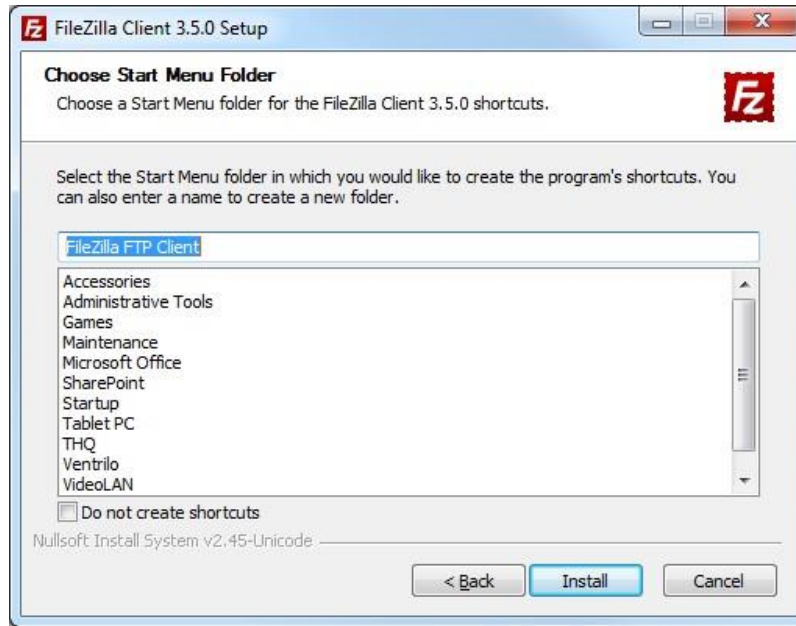 FileZilla Client 3.5.0 Setup
Choose Start Menu Folder
Choose a Start Menu folder for the FileZilla Client 3.5.0 shortcuts.
Fz
Select the Start Menu folder in which you would like to create the program's shortcuts. You
can also enter a name to create a new folder.
FileZilla FTP Client
Accessories
Administrative Tools
Games
Maintenance
Microsoft Office
SharePoint
Startup
Tablet PC
THQ
Ventrilo
VideoLAN
Do not create shortcuts
Nullsoft Install System v2.45-Unicode
< Back Install Cancel